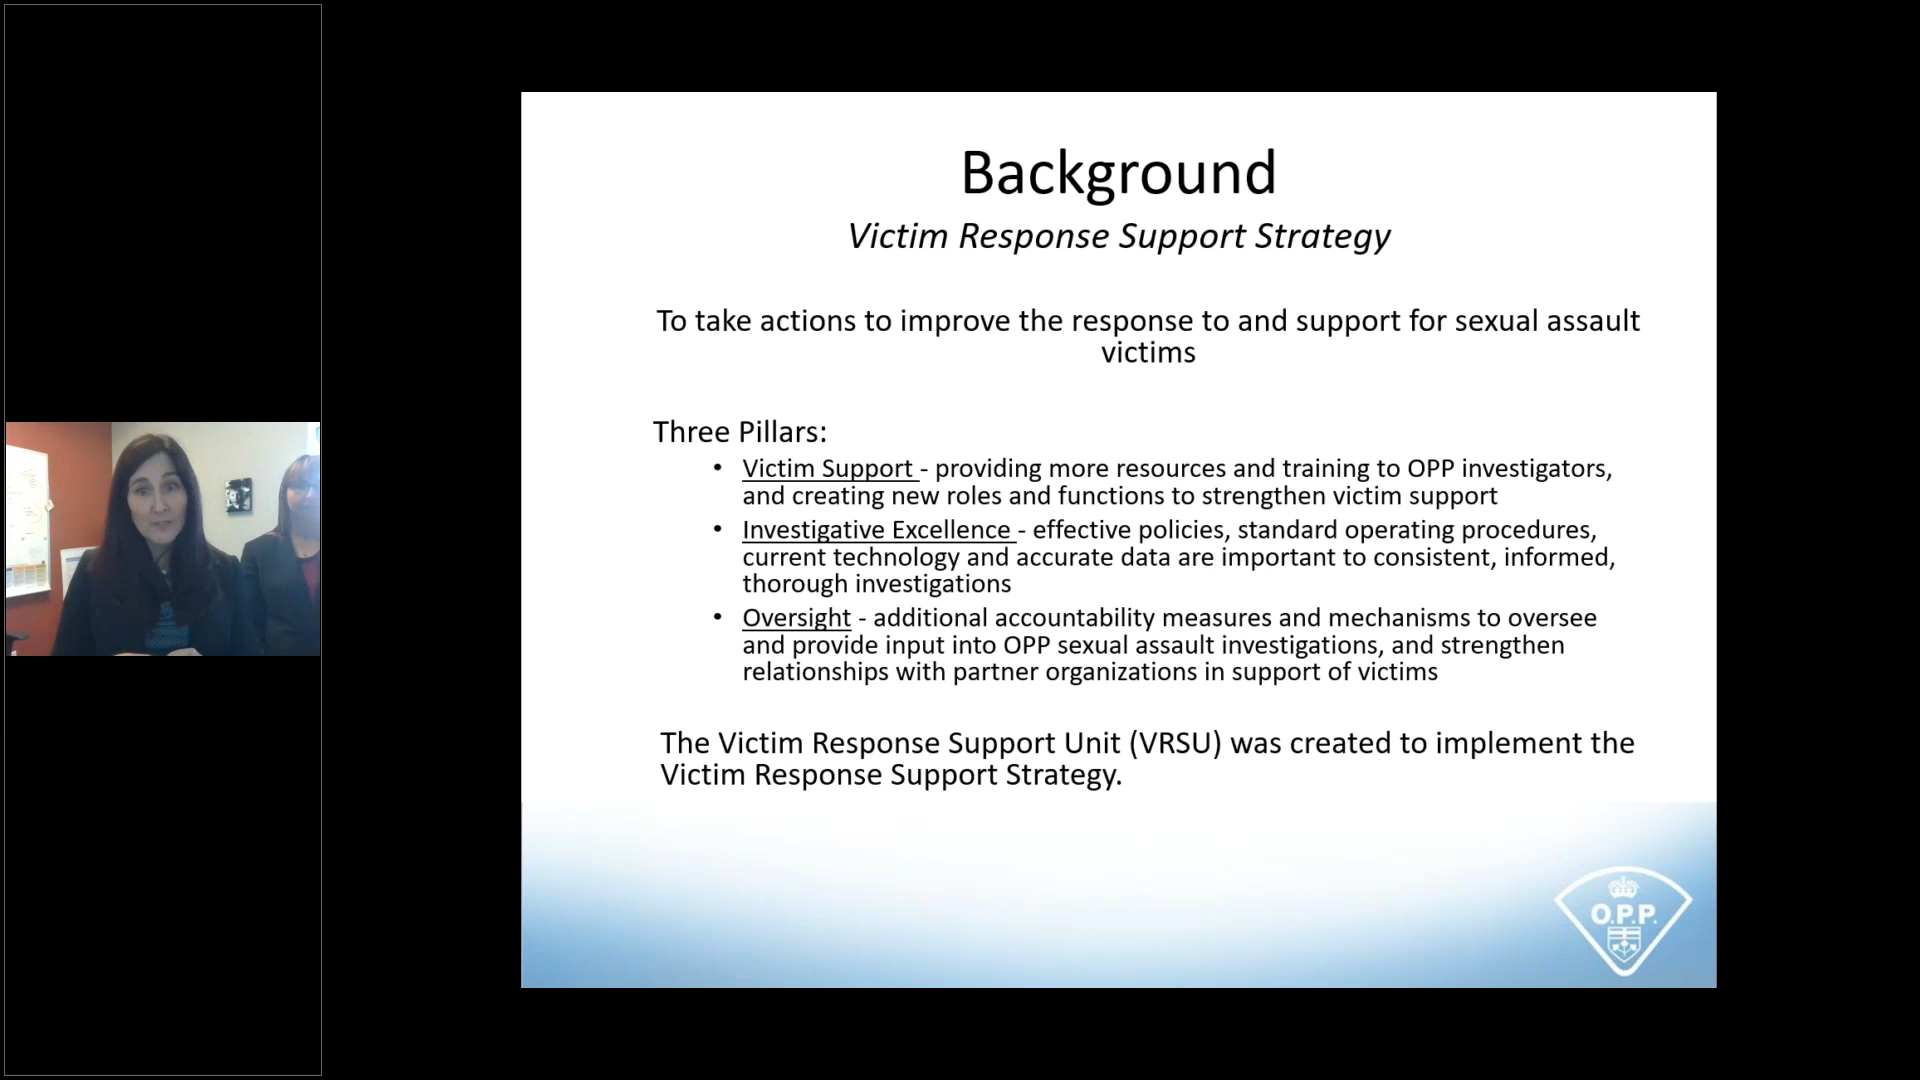 Background
Victim Response Support Strategy
To take actions to improve the response to and support for sexual assault
victims
Three Pillars:
• Victim Support - providing more resources and training to OPP investigators,
and creating new roles and functions to strengthen victim support
• Investigative Excellence - effective policies, standard operating procedures,
current technology and accurate data are important to consistent, informed,
thorough investigations
• Oversight - additional accountability measures and mechanisms to oversee
and provide input into OPP sexual assault investigations, and strengthen
relationships with partner organizations in support of victims
The Victim Response Support Unit (VRSU) was created to implement the
Victim Response Support Strategy.
O.P.P.